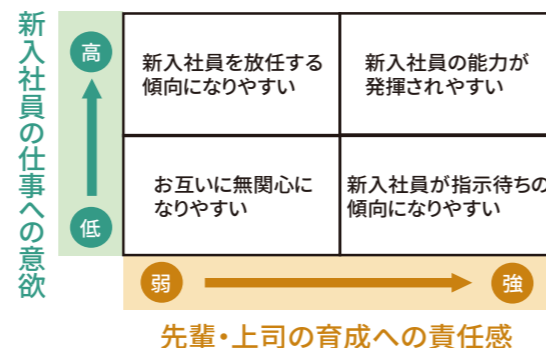 新入社員の仕事への意欲
高
低
新入社員を放任する
傾向になりやすい
新入社員の能力が
発揮されやすい
お互いに無関心に
なりやすい
新入社員が指示待ちの
傾向になりやすい
弱
強
先輩・上司の育成への責任感